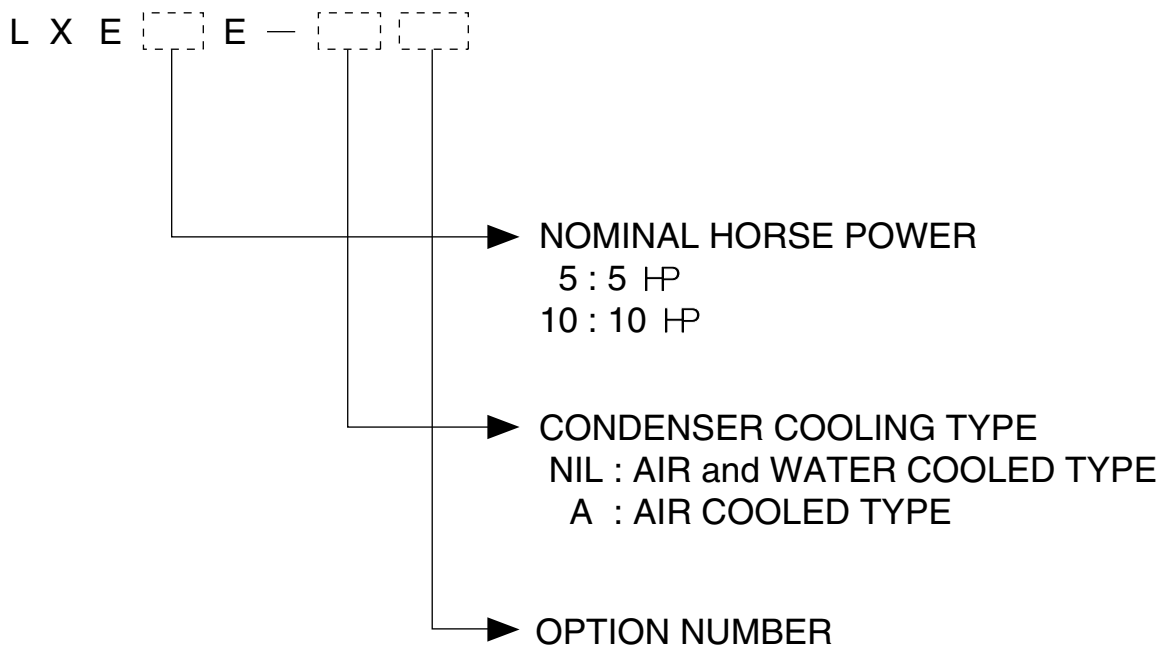 L X E E —
NOMINAL HORSE POWER
5 : 5 HP
10 : 10 HP
CONDENSER COOLING TYPE
NIL : AIR and WATER COOLED TYPE
A : AIR COOLED TYPE
OPTION NUMBER